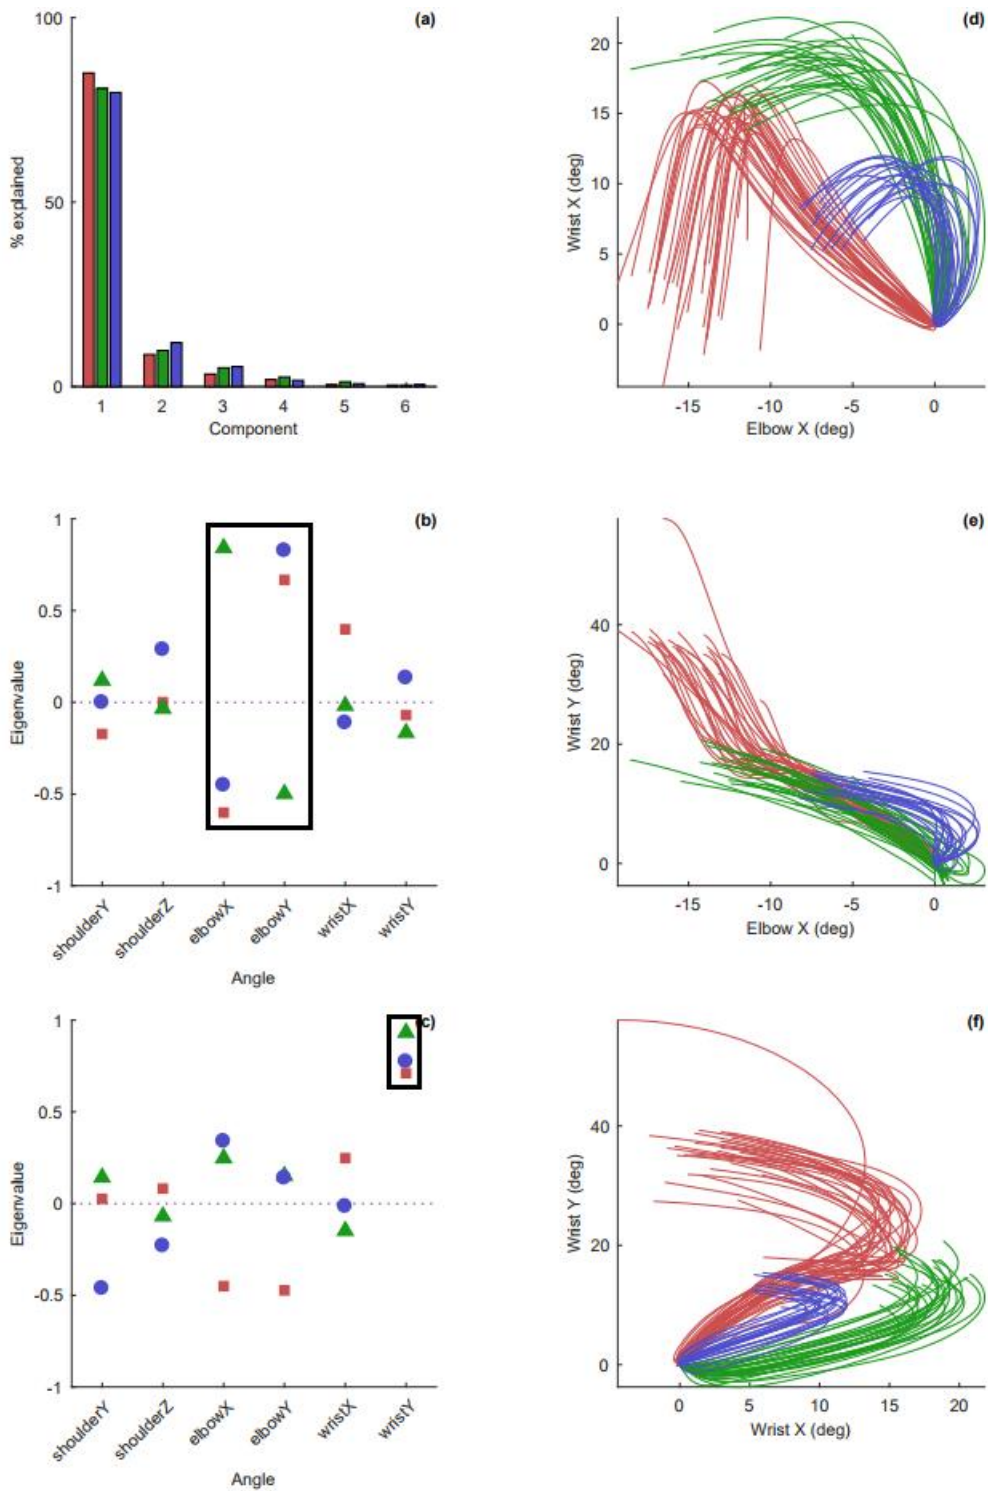 (a)
100
50
0
% explained
1 2 3 4 5 6
Component
(d)
20
15
10
5
0
Wrist X (deg)
-15 -10 -5 0
Elbow X (deg)
(b)
1
0.5
0
-0.5
-1
Eigenvalue
shoulderY shoulderZ elbowX elbowY wristX wristY
Angle
(e)
40
20
0
Wrist Y (deg)
-15 -10 -5 0
Elbow X (deg)
(c)
1
0.5
0
-0.5
-1
Eigenvalue
shoulderY shoulderZ elbowX elbowY wristX wristY
Angle
(f)
40
20
0
Wrist Y (deg)
0 5 10 15 20
Wrist X (deg)